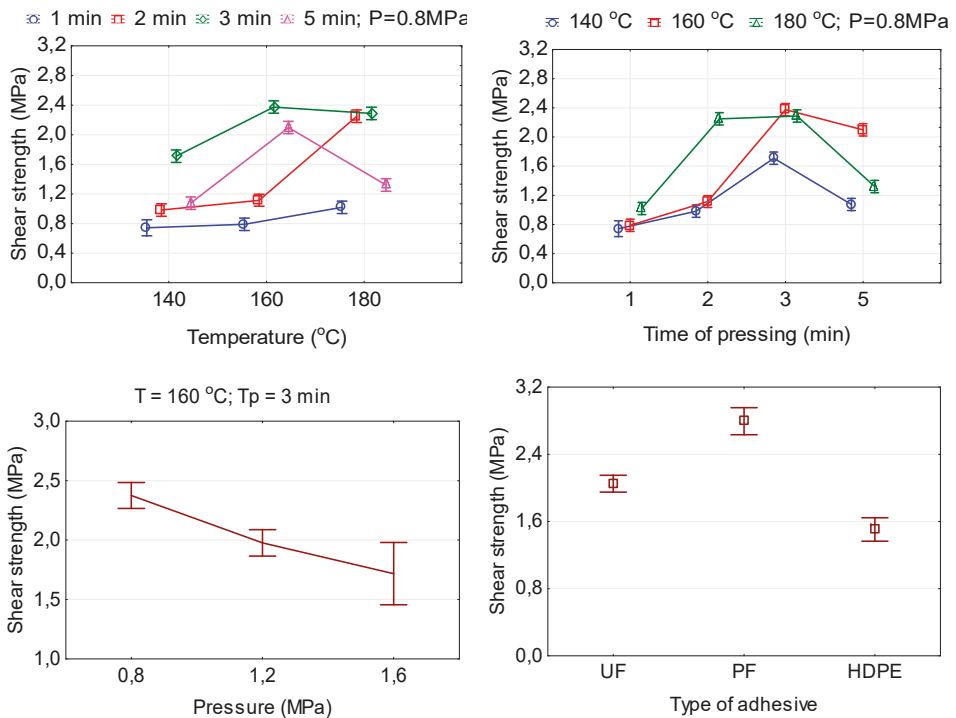 1 min 2 min 3 min 5 min; P=0.8MPa
3,2
2,8
2,4
2,0
1,6
1,2
0,8
0,4
0,0
Shear strength (MPa)
140 160 180
Temperature (°C)
140 °C 160 °C 180 °C; P=0.8MPa
3,2
2,8
2,4
2,0
1,6
1,2
0,8
0,4
0,0
Shear strength (MPa)
1 2 3 5
Time of pressing (min)
T = 160 °C; Tp = 3 min
3,0
2,5
2,0
1,5
1,0
Shear strength (MPa)
0,8 1,2 1,6
Pressure (MPa)
3,2
2,4
1,6
0,8
0,0
Shear strength (MPa)
UF PF HDPE
Type of adhesive